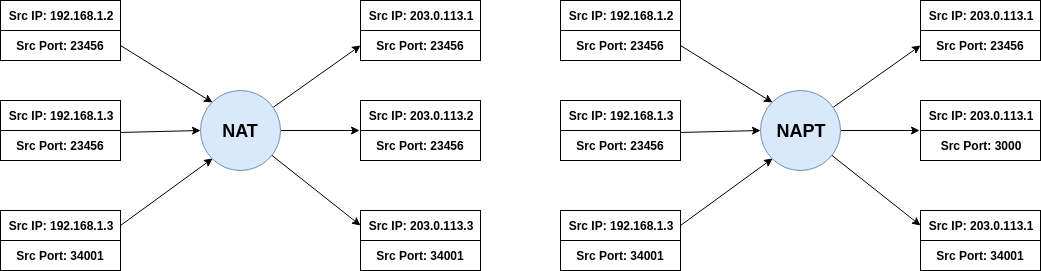 Src IP: 192.168.1.2
Src Port: 23456
Src IP: 192.168.1.3
Src Port: 23456
Src IP: 192.168.1.3
Src Port: 34001
NAT
Src IP: 203.0.113.1
Src Port: 23456
Src IP: 203.0.113.2
Src Port: 23456
Src IP: 203.0.113.3
Src Port: 34001
Src IP: 192.168.1.2
Src Port: 23456
Src IP: 192.168.1.3
Src Port: 23456
Src IP: 192.168.1.3
Src Port: 34001
NAPT
Src IP: 203.0.113.1
Src Port: 23456
Src IP: 203.0.113.1
Src Port: 3000
Src IP: 203.0.113.1
Src Port: 34001